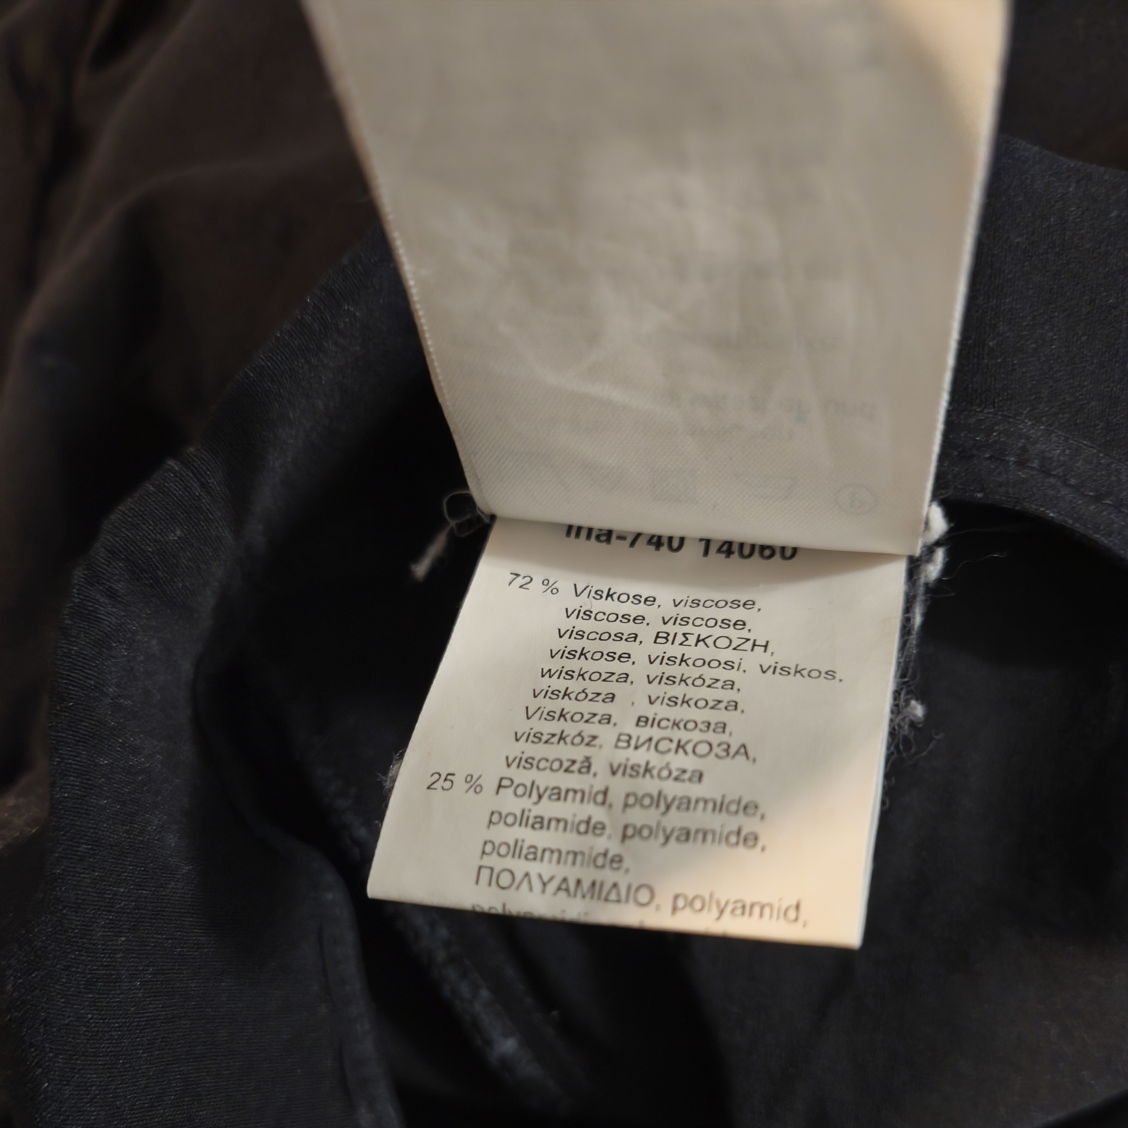 ina-740 14060
72 % Viskose, viscose,
viscose, viscose,
viscosa, ΒΙΣΚΟΖΗ,
viskose, viskoosi, viskos,
wiskoza, viskóza,
viskóza , viskoza,
Viskoza, віскоза,
viszkóz, ВИСКОЗА,
viscoză, viskóza
25 % Polyamid, polyamide,
poliamide, polyamide,
poliammide,
ΠΟΛΥΑΜΙΔΙΟ, polyamid,